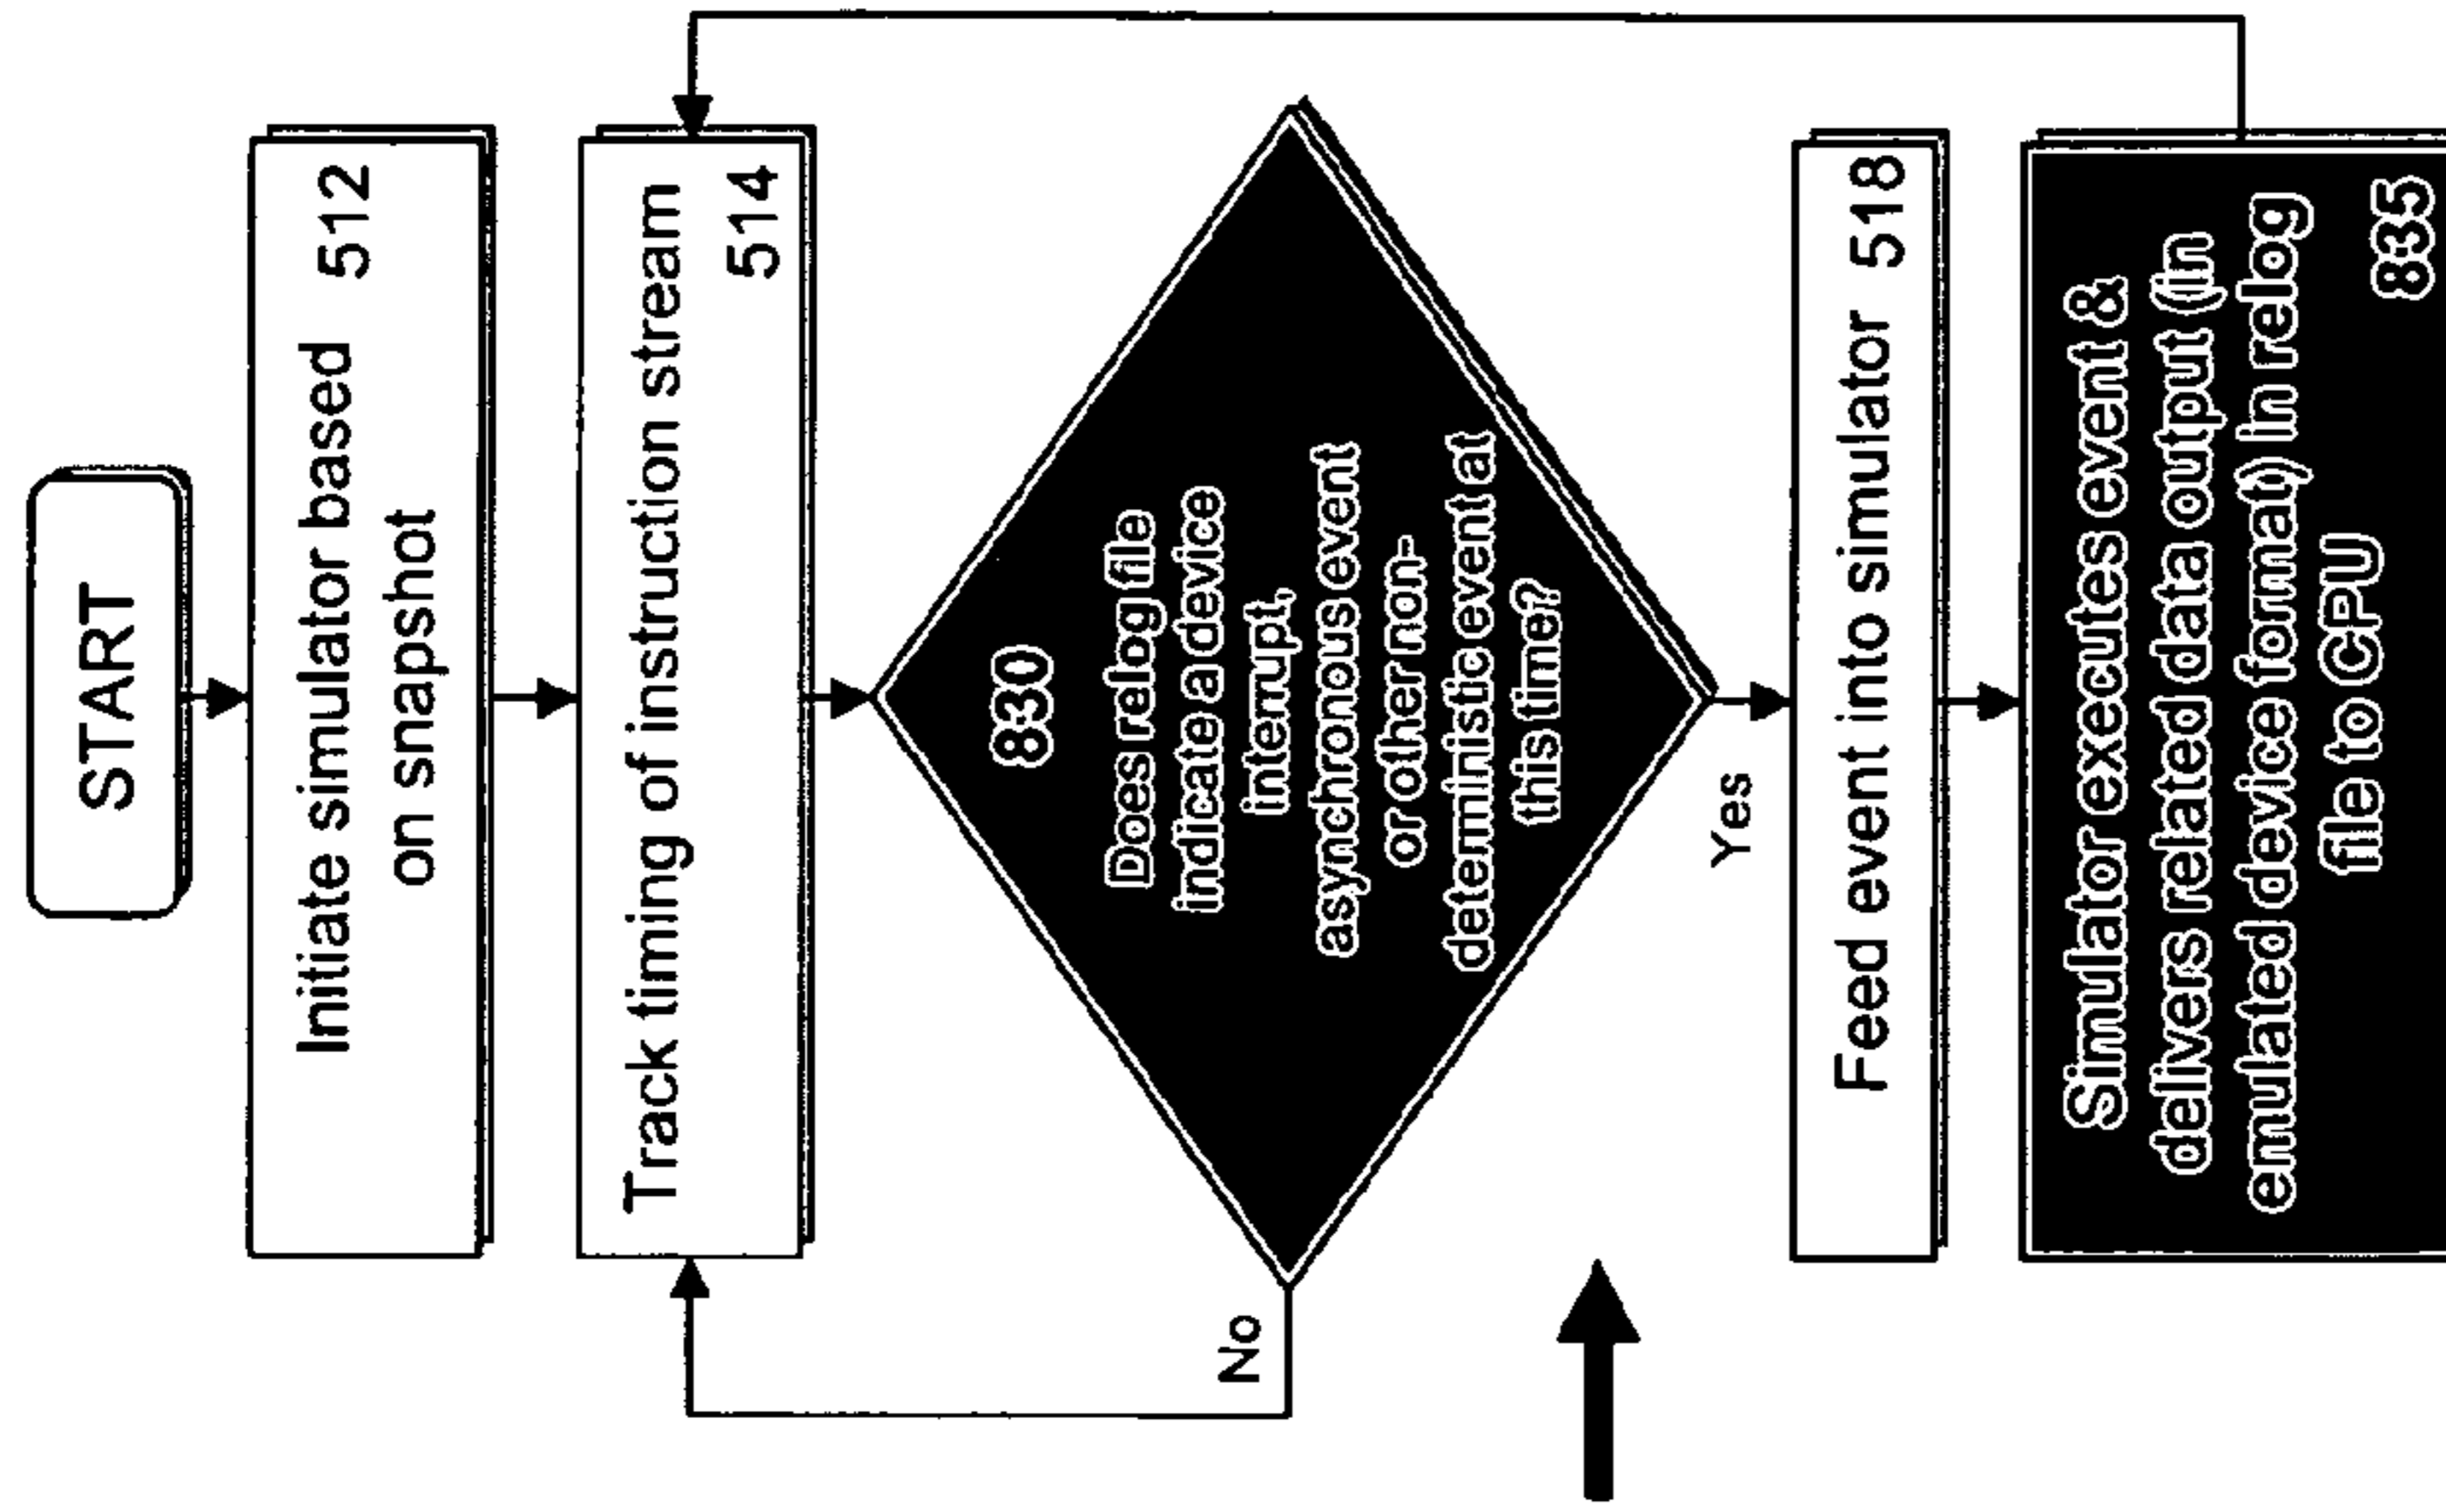 START
Initiate simulator based
on snapshot 512
Track timing of instruction stream
514
830
Does relog file
indicate a device
interrupt,
asynchronous event
or other non-
deterministic event at
this time?
No
Yes
Feed event into simulator 518
Simulator executes event &
delivers related data output (in
emulated device format) in relog
file to CPU
835